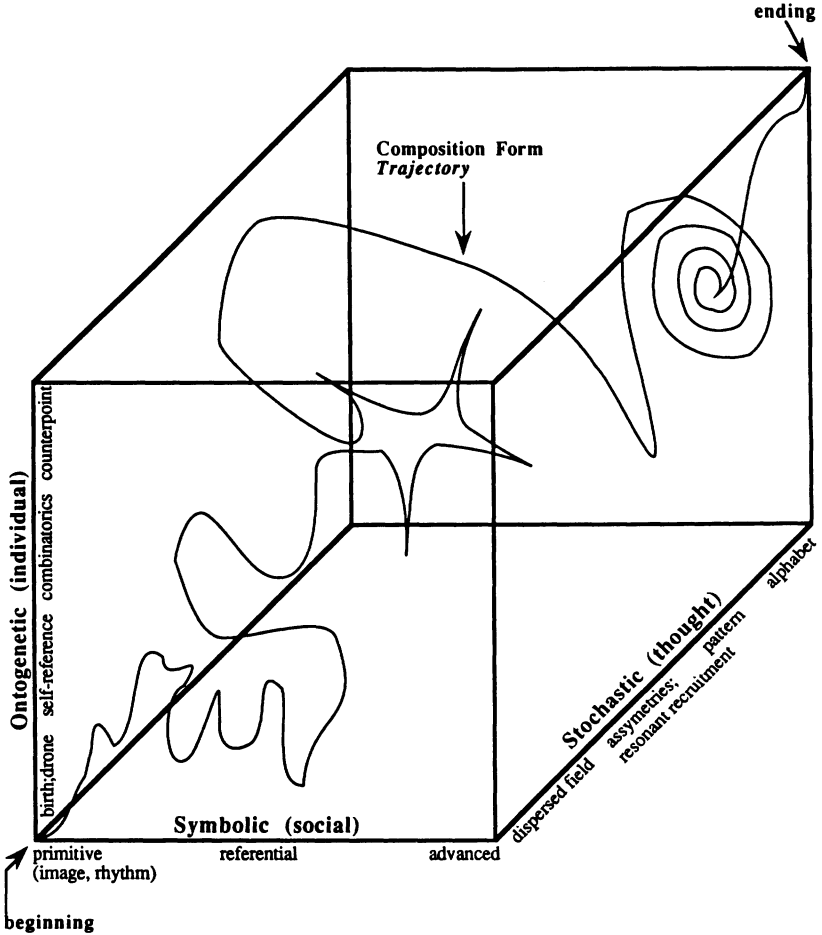 ending
Composition Form
Trajectory
Ontogenetic (individual)
birth;drone self-reference combinatorics counterpoint
Stochastic (thought)
dispersed field assymetries; pattern alphabet
resonant recruitment
Symbolic (social)
primitive referential advanced
(image, rhythm)
beginning